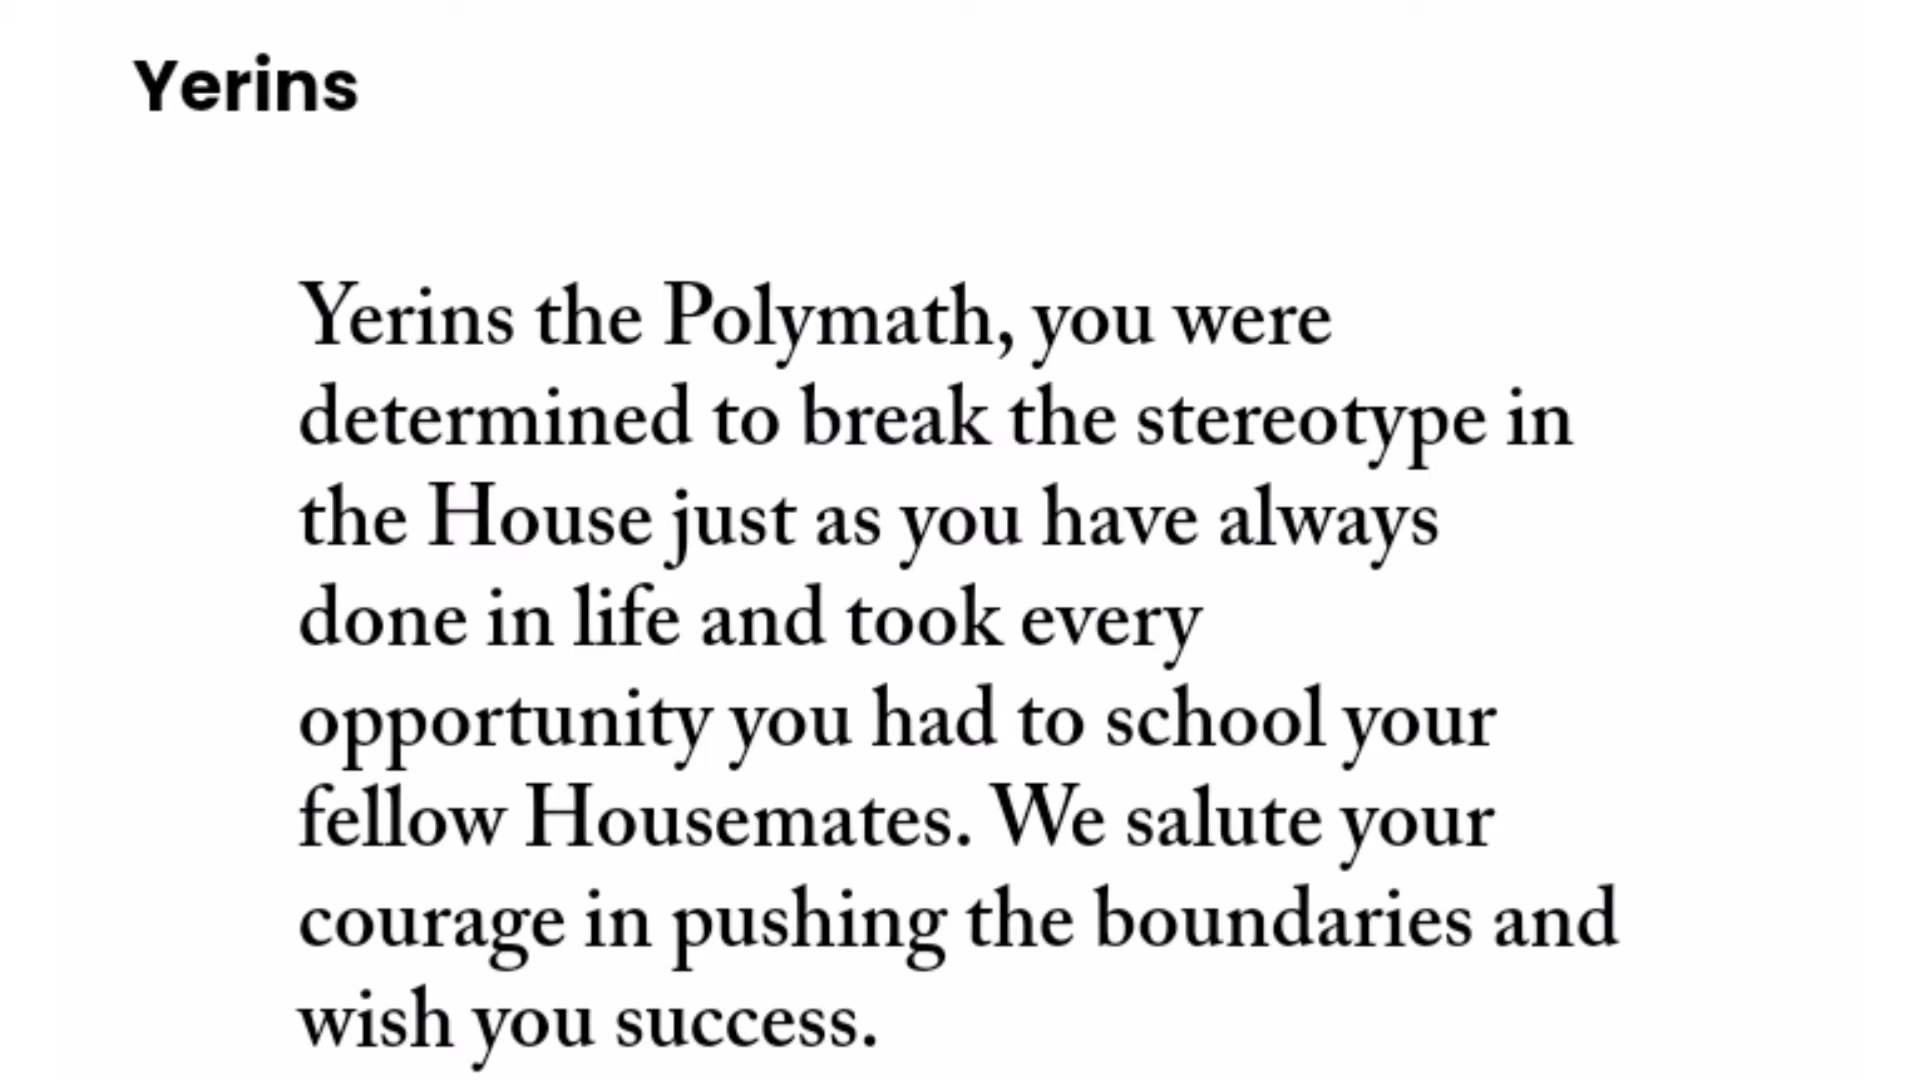 Yerins
Yerins the Polymath, you were
determined to break the stereotype in
the House just as you have always
done in life and took every
opportunity you had to school your
fellow Housemates. We salute your
courage in pushing the boundaries and
wish you success.